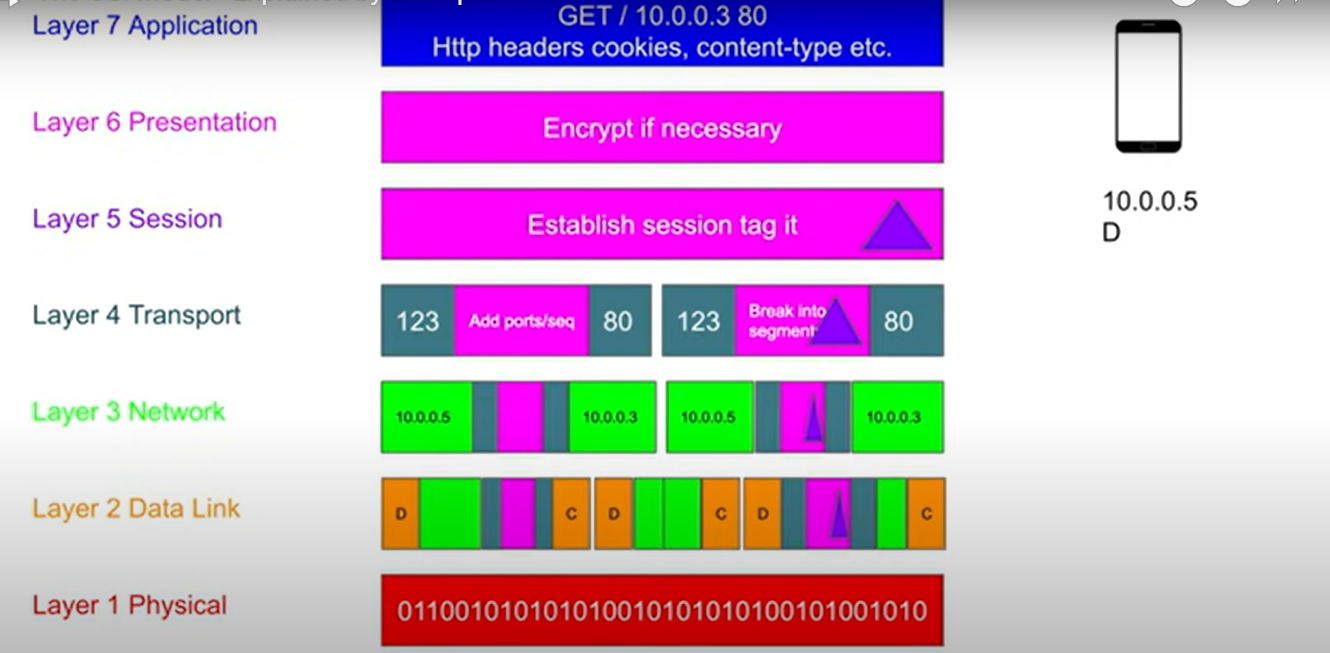 Layer 7 Application
GET / 10.0.0.3 80
Http headers cookies, content-type etc.
Layer 6 Presentation
Encrypt if necessary
Layer 5 Session
Establish session tag it
10.0.0.5
D
Layer 4 Transport
123
Add ports/seq
80
123
Break into
segment
80
Layer 3 Network
10.0.0.5
10.0.0.3
10.0.0.5
10.0.0.3
Layer 2 Data Link
D
C
D
C
D
C
Layer 1 Physical
0110010101010100101010101001010010​10